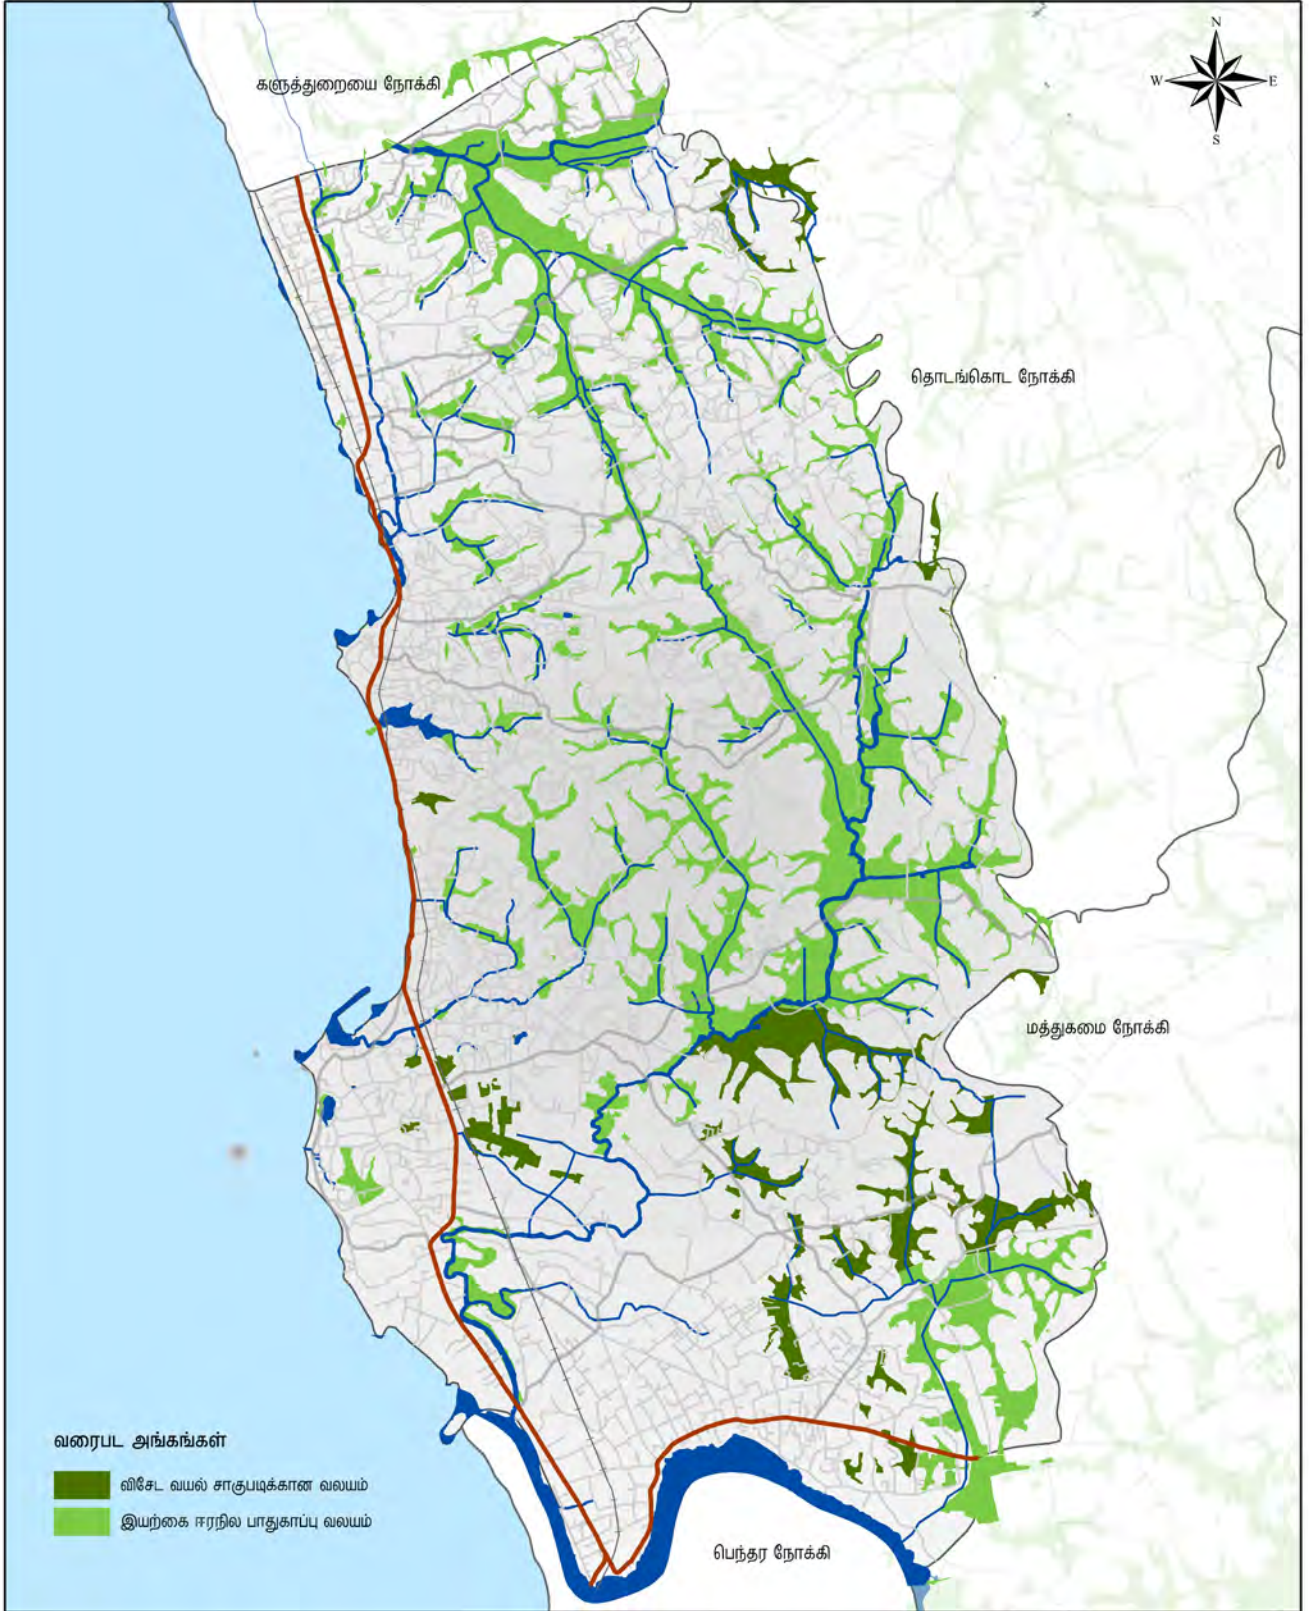 N
W
E
S
களுத்துறையை நோக்கி
தொடங்கொட நோக்கி
மத்துகமை நோக்கி
வரைபட அங்கங்கள்
விசேட வயல் சாகுபடிக்கான வலயம்
இயற்கை ஈரநில பாதுகாப்பு வலயம்
பெந்தர நோக்கி